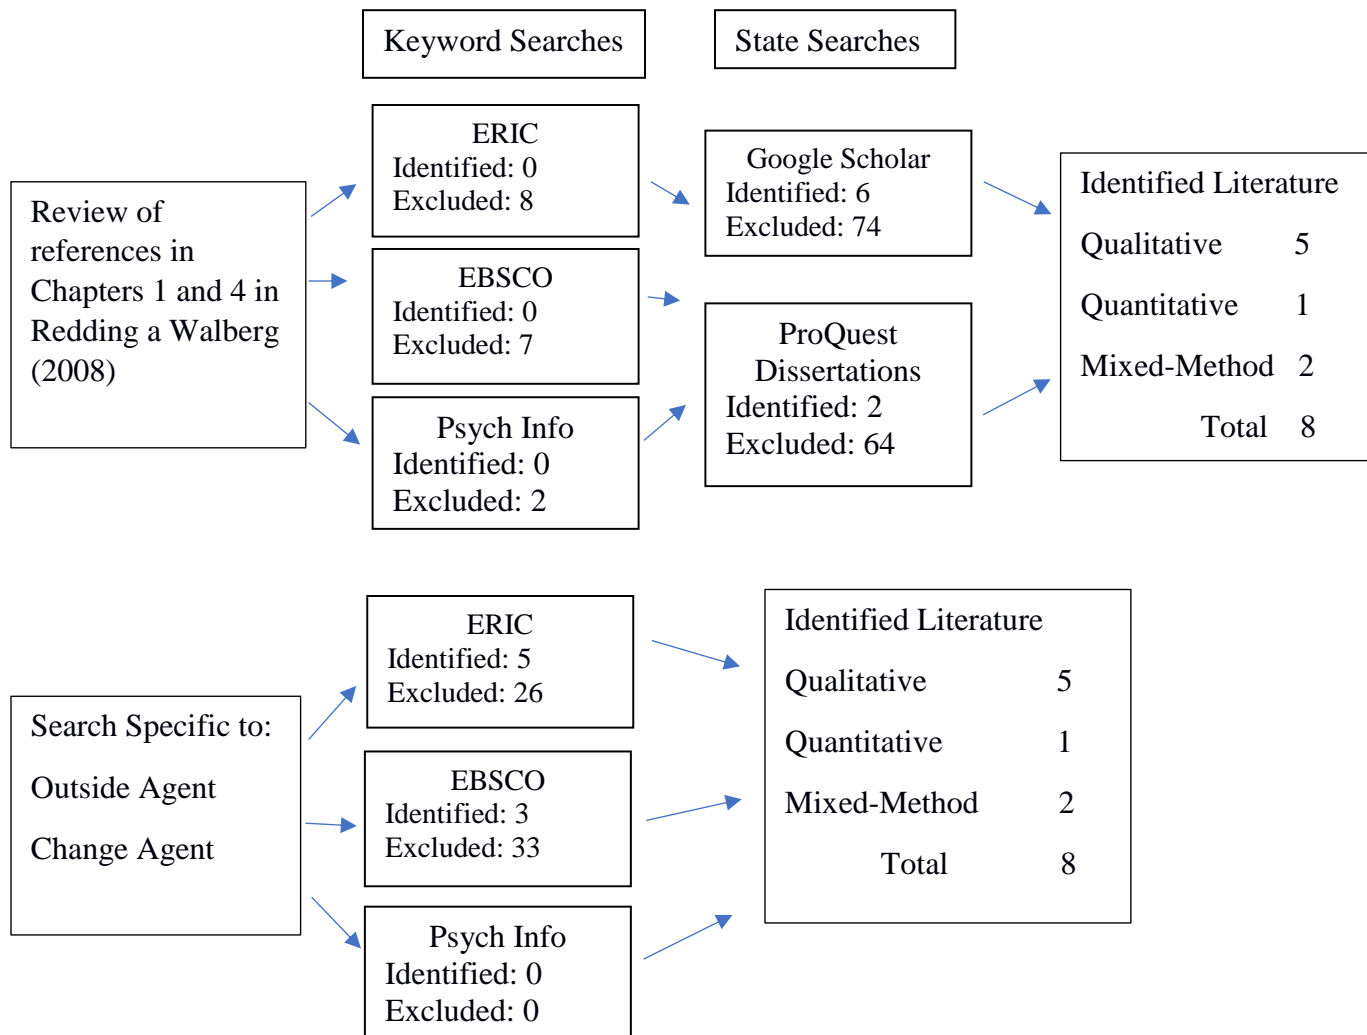 Keyword Searches
State Searches
Review of
references in
Chapters 1 and 4 in
Redding a Walberg
(2008)
ERIC
Identified: 0
Excluded: 8
EBSCO
Identified: 0
Excluded: 7
Psych Info
Identified: 0
Excluded: 2
Google Scholar
Identified: 6
Excluded: 74
ProQuest
Dissertations
Identified: 2
Excluded: 64
Identified Literature
Qualitative 5
Quantitative 1
Mixed-Method 2
Total 8
Search Specific to:
Outside Agent
Change Agent
ERIC
Identified: 5
Excluded: 26
EBSCO
Identified: 3
Excluded: 33
Psych Info
Identified: 0
Excluded: 0
Identified Literature
Qualitative 5
Quantitative 1
Mixed-Method 2
Total 8